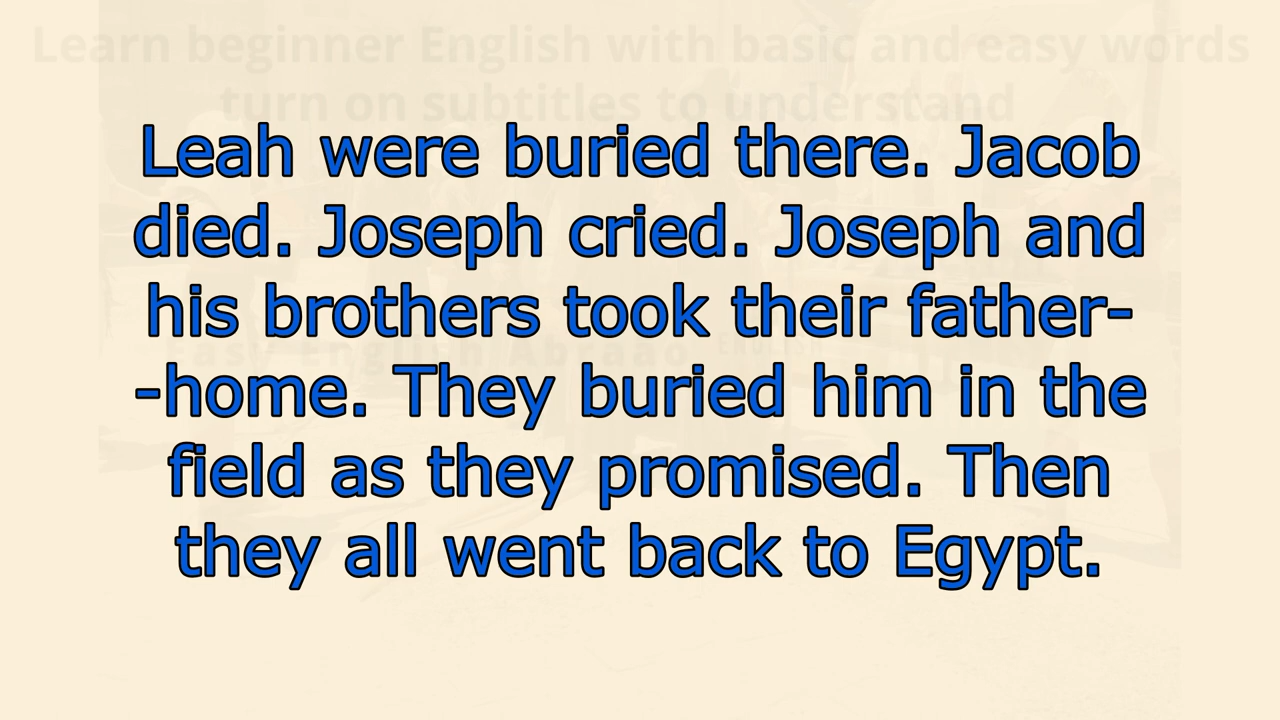 Learn beginner English with basic and easy words
turn on subtitles to understand
Leah were buried there. Jacob
died. Joseph cried. Joseph and
his brothers took their father-
-home. They buried him in the
field as they promised. Then
they all went back to Egypt.